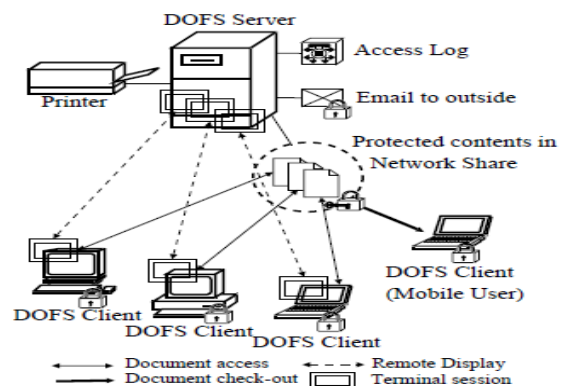 DOFS Server
Access Log
Printer
Email to outside
Protected contents in
Network Share
DOFS Client
(Mobile User)
DOFS Client
DOFS Client
DOFS Client
Document access
Remote Display
Document check-out
Terminal session